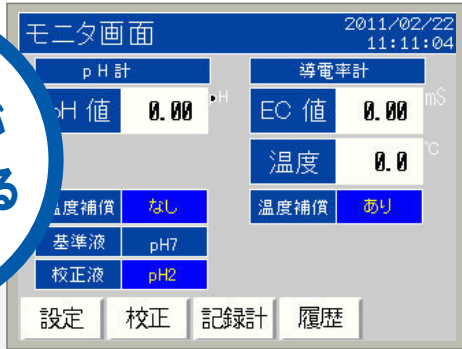 モニタ画面
2011/02/22
11:11:04
pH計
導電率計
pH 値 0.00 pH
EC 値 0.00 mS
温度 0.0 ℃
温度補償 なし
温度補償 あり
基準液 pH7
校正液 pH2
設定 校正 記録計 履歴
る